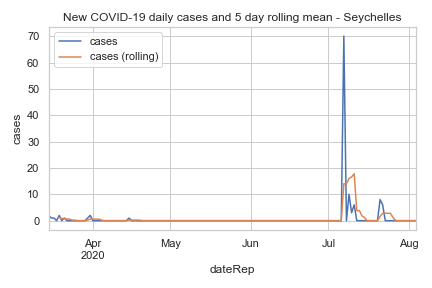 New COVID-19 daily cases and 5 day rolling mean - Seychelles
cases
cases (rolling)
70
60
50
40
30
20
10
0
cases
Apr
2020
May
Jun
Jul
Aug
dateRep